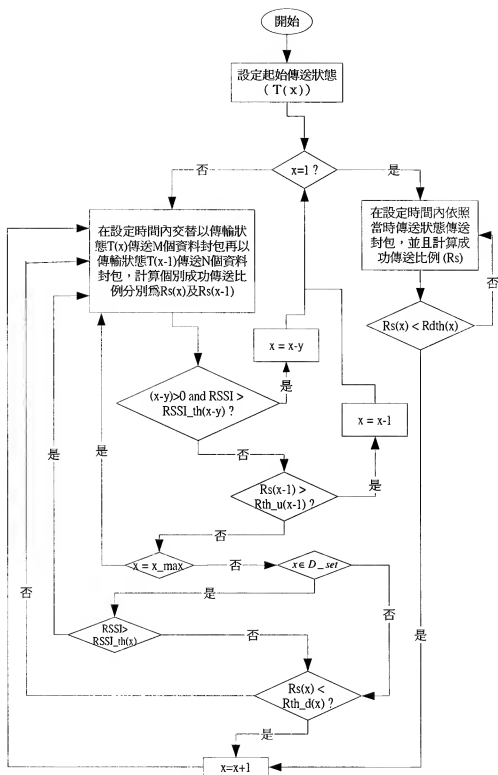 開始
設定起始傳送狀態
( T( x) )
x=1 ?
否
是
在設定時間內交替以傳輸狀
態T(x)傳送M個資料封包再以
傳輸狀態T(x-1)傳送N個資料
封包，計算個別成功傳送比
例分別為Rs(x)及Rs(x-1)
在設定時間內依照
當時傳送狀態傳送
封包，並且計算成
功傳送比例 (Rs)
否
Rs(x) < Rdth(x)
x = x-y
是
(x-y)>0 and RSSI >
RSSI_th(x-y) ?
x = x-1
否
是
是
是
Rs(x-1) >
Rth_u(x-1) ?
否
x = x_max
否
x∈ D_set
否
是
否
RSSI>
RSSI_th(x)
否
是
Rs(x) <
Rth_d(x) ?
是
x=x+1